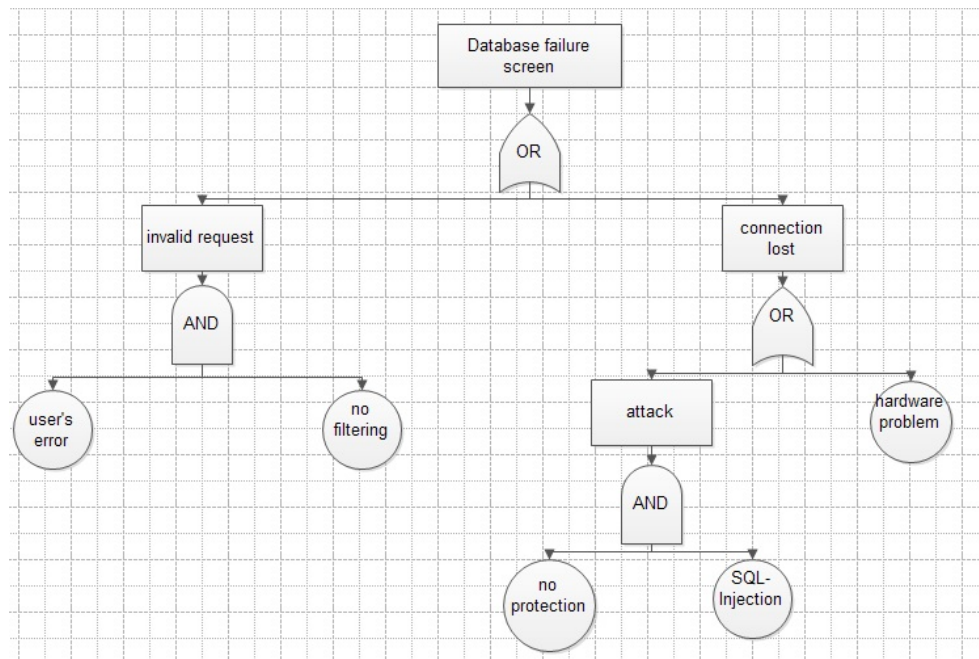 Database failure
screen
OR
invalid request
connection
lost
AND
OR
user's
error
no
filtering
attack
hardware
problem
AND
no
protection
SQL-
Injection